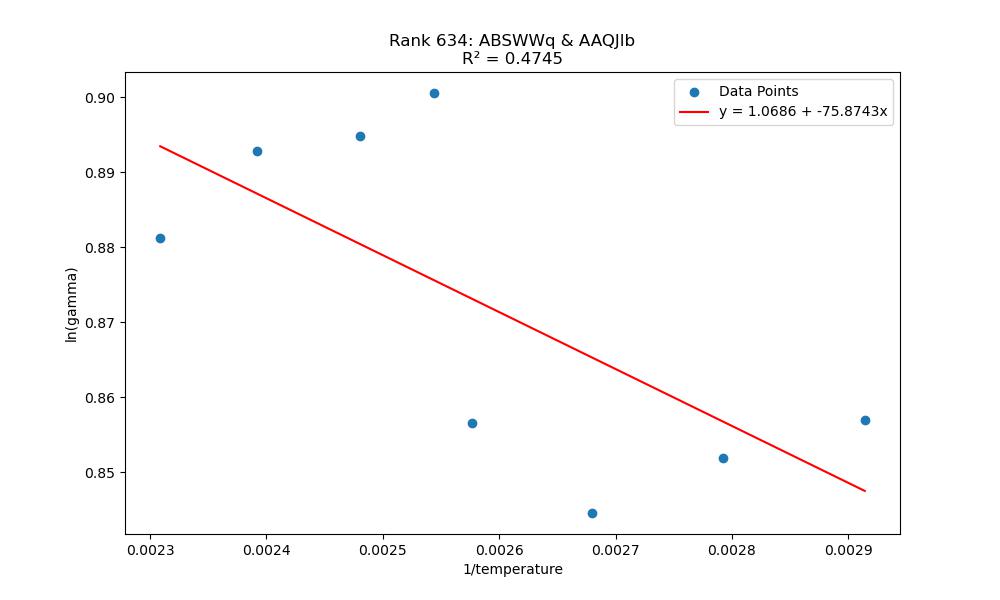 Rank 634: ABSWWq & AAQJIb
R² = 0.4745
Data Points
y = 1.0686 + -75.8743x
0.90
0.89
0.88
0.87
0.86
0.85
ln(gamma)
0.0023 0.0024 0.0025 0.0026 0.0027 0.0028 0.0029
1/temperature